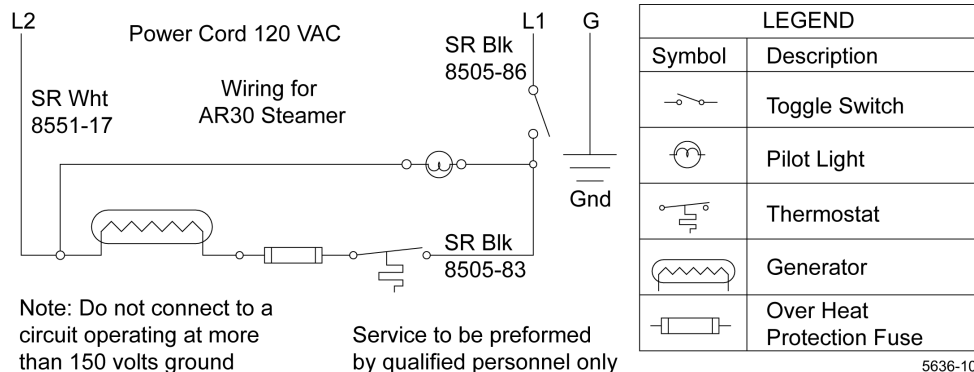 L2
Power Cord 120 VAC
L1
G
SR Blk
8505-86
SR Wht
8551-17
Wiring for
AR30 Steamer
Gnd
SR Blk
8505-83
Note: Do not connect to a
circuit operating at more
than 150 volts ground
Service to be preformed
by qualified personnel only
LEGEND
Symbol Description
Toggle Switch
Pilot Light
Thermostat
Generator
Over Heat
Protection Fuse
5636-10